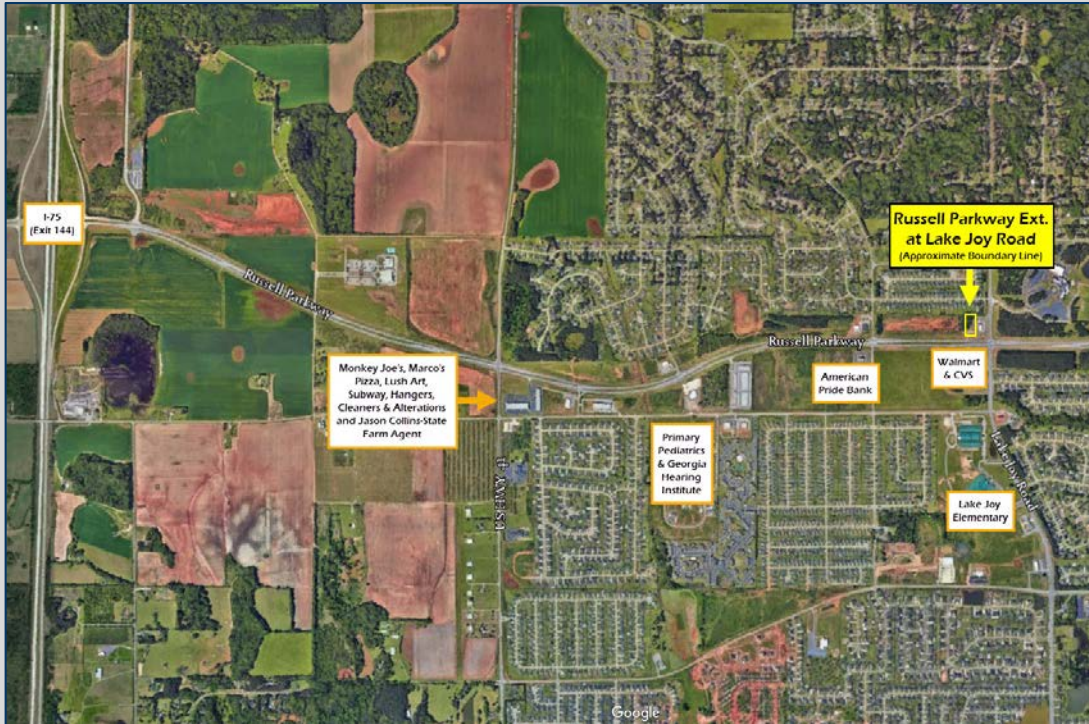 I-75
(Exit 144)
Russell Parkway
Russell Parkway Ext.
at Lake Joy Road
(Approximate Boundary Line)
Russell Parkway
Monkey Joe's, Marco's
Pizza, Lush Art,
Subway, Hangers,
Cleaners & Alterations
and Jason Collins-State
Farm Agent
American
Pride Bank
Walmart
& CVS
Primary
Pediatrics
& Georgia
Hearing
Institute
Lake Joy Road
Lake Joy
Elementary
Google